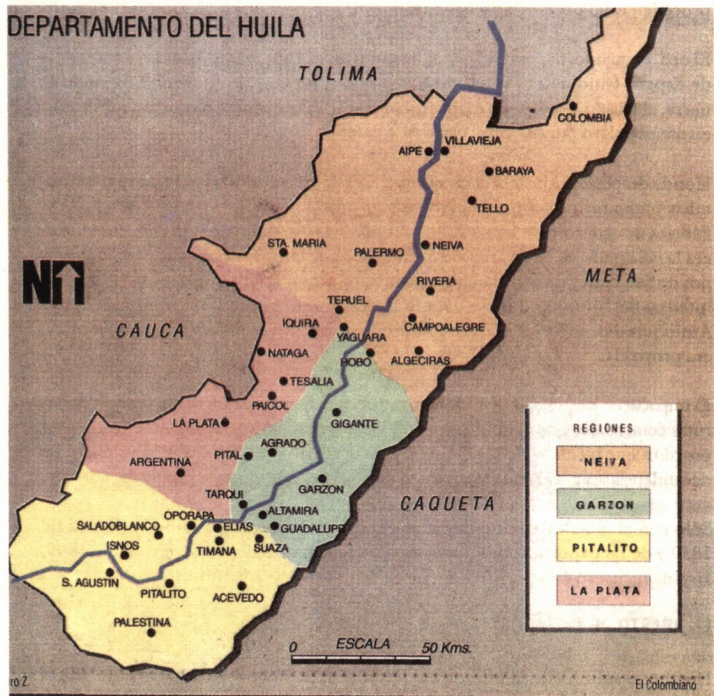 DEPARTAMENTO DEL HUILA
TOLIMA
COLOMBIA
VILLAVIEJA
AIPE
BARAYA
TELLO
STA. MARIA
PALERMO
NEIVA
META
RIVERA
TERUEL
CAUCA
IQUIRA
YAGUARA
CAMPOALEGRE
NATAGA
HOBO
ALGECIRAS
TESALIA
PAICOL
LA PLATA
GIGANTE
REGIONES
AGRADO
PITAL
ARGENTINA
NEIVA
GARZON
CAQUETA
TARQUI
GARZON
ALTAMIRA
OPORAPA
SALADOBLANCO
ELIAS
GUADALUPE
ISNOS
TIMANA
SUAZA
PITALITO
S. AGUSTIN
PITALITO
ACEVEDO
LA PLATA
PALESTINA
0 ESCALA 50 Kms.
ro 2.
El Colombiano
N